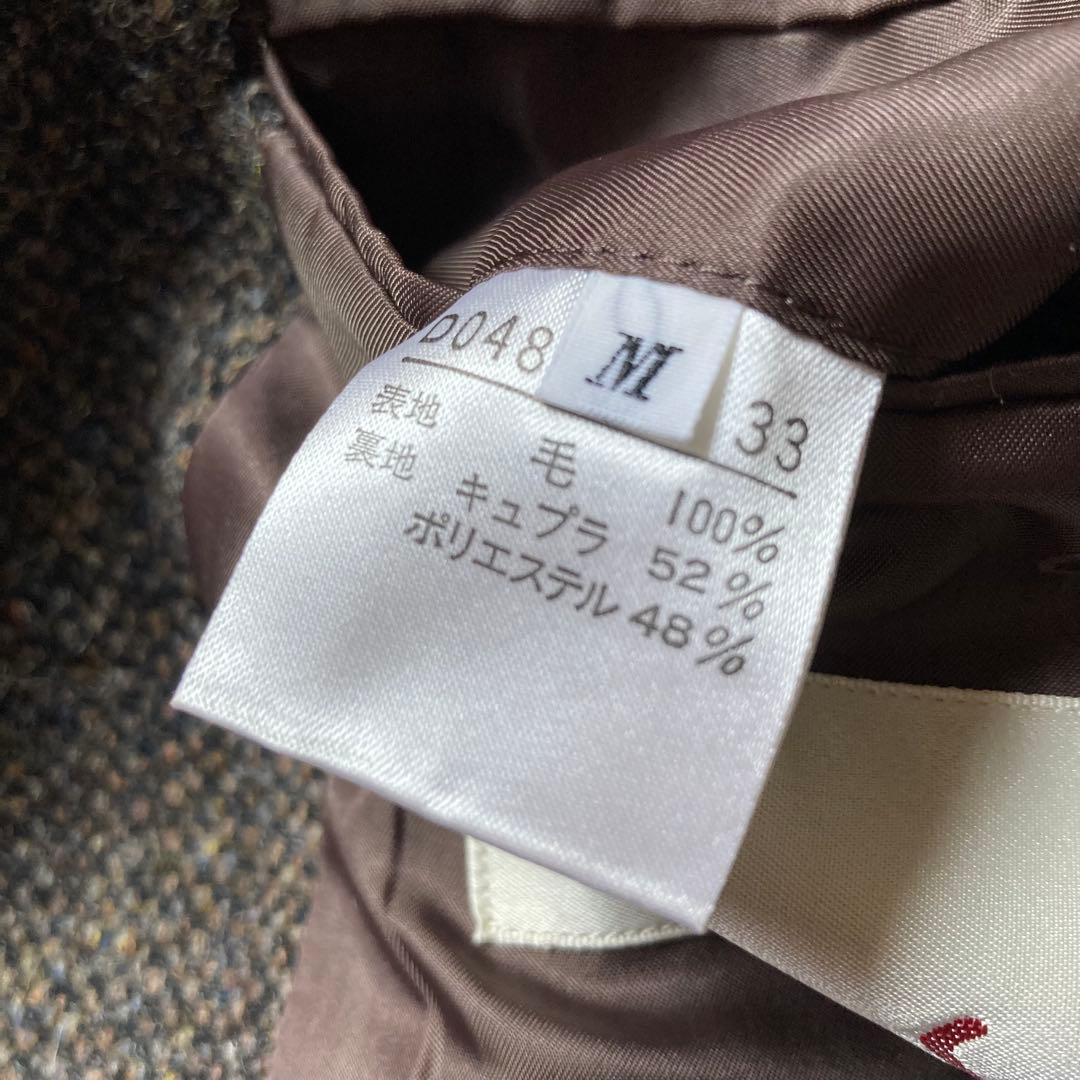 D048 M 33
表地 毛 100%
裏地 キュプラ 52%
ポリエステル 48%